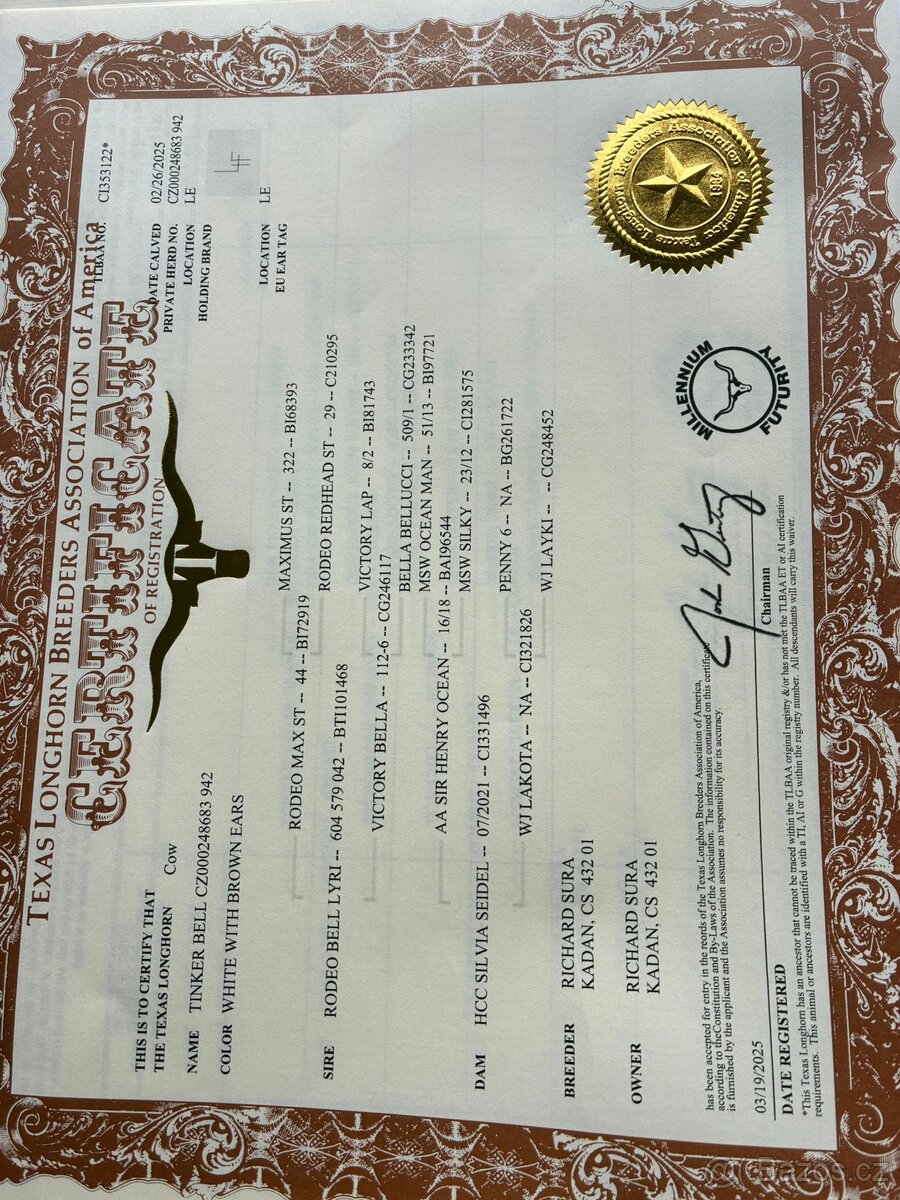 TEXAS LONGHORN BREEDERS ASSOCIATION of America
CERTIFICATE
OF REGISTRATION
THIS IS TO CERTIFY THAT
THE TEXAS LONGHORN Cow
NAME TINKER BELL CZ000248683 942
COLOR WHITE WITH BROWN EARS
TLBAA NO. CI353122*
DATE CALVED 02/26/2025
PRIVATE HERD NO. CZ000248683 942
LOCATION LE
HOLDING BRAND
LOCATION LE
EU EAR TAG
MAXIMUS ST -- 322 -- BI68393
RODEO MAX ST -- 44 -- BI72919
RODEO REDHEAD ST -- 29 -- C210295
SIRE RODEO BELL LYRI -- 604 579 042 -- BTI101468
VICTORY LAP -- 8/2 -- BI81743
VICTORY BELLA -- 112-6 -- CG246117
BELLA BELLUCCI -- 509/1 -- CG233342
MSW OCEAN MAN -- 51/13 -- BI97721
AA SIR HENRY OCEAN -- 16/18 -- BAI96544
MSW SILKY -- 23/12 -- CI281575
DAM HCC SILVIA SEIDEL -- 07/2021 -- CI331496
PENNY 6 -- NA -- BG261722
WJ LAKOTA -- NA -- CI321826
WJ LAYKI -- -- CG248452
BREEDER RICHARD SURA
KADAN, CS 432 01
OWNER RICHARD SURA
KADAN, CS 432 01
has been accepted for entry in the records of the Texas Longhorn Breeders Association of America,
according to theConstitution and By-Laws of the Association. The information contained on this certificate
is furnished by the applicant and the Association assumes no responsibility for its accuracy.
03/19/2025
DATE REGISTERED
Chairman
*This Texas Longhorn has an ancestor that cannot be traced within the TLBAA original registry &/or has not met the TLBAA ET or AI certification
requirements. This animal or ancestors are identified with a TI, AI or G within the registry number. All descendants will carry this waiver.
MILLENNIUM
FUTURITY
Texas Longhorn Breeders Association of America
1964
Bazos.cz